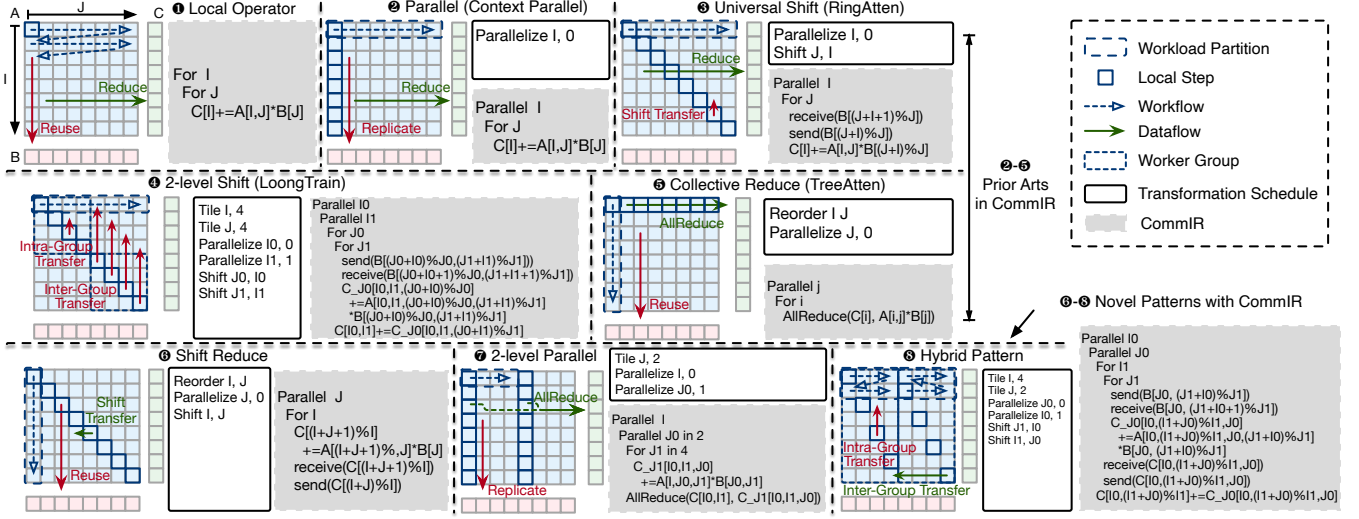 A
J
C
I
B
❶ Local Operator
Reduce
Reuse
For I
For J
C[I]+=A[I,J]*B[J]
❷ Parallel (Context Parallel)
Reduce
Replicate
Parallelize I, 0
Parallel I
For J
C[I]+=A[I,J]*B[J]
❸ Universal Shift (RingAtten)
Reduce
Shift Transfer
Parallelize I, 0
Shift J, I
Parallel I
For J
receive(B[(J+I+1)%J)
send(B[(J+I)%J)
C[I]+=A[I,J]*B[(J+I)%J]
Workload Partition
Local Step
Workflow
Dataflow
Worker Group
Transformation Schedule
CommIR
❷-❺
Prior Arts
in CommIR
❹ 2-level Shift (LoongTrain)
Intra-Group
Transfer
Inter-Group
Transfer
Tile I, 4
Tile J, 4
Parallelize I0, 0
Parallelize I1, 1
Shift J0, I0
Shift J1, I1
Parallel I0
Parallel I1
For J0
For J1
send(B[(J0+I0)%J0,(J1+I1)%J1]))
receive(B[(J0+I0+1)%J0,(J1+I1+1)%J1])
C_J0[I0,I1,(J0+I0)%J0]
+=A[I0,I1,(J0+I0)%J0,(J1+I1)%J1]
*B[(J0+I0)%J0,(J1+I1)%J1]
C[I0,I1]+=C_J0[I0,I1,(J0+I1)%J1]
❺ Collective Reduce (TreeAtten)
AllReduce
Reuse
Reorder I J
Parallelize J, 0
Parallel j
For i
AllReduce(C[i], A[i,j]*B[j])
❻-❽ Novel Patterns with CommIR
❻ Shift Reduce
Shift
Transfer
Reuse
Reorder I, J
Parallelize J, 0
Shift I, J
Parallel J
For I
C[(I+J+1)%I]
+=A[(I+J+1)%,J]*B[J]
receive(C[(I+J+1)%I])
send(C[(I+J)%I])
❼ 2-level Parallel
AllReduce
Replicate
Tile J, 2
Parallelize I, 0
Parallelize J0, 1
Parallel I
Parallel J0 in 2
For J1 in 4
C_J1[I0,I1,J0]
+=A[I,J0,J1]*B[J0,J1]
AllReduce(C[I0,I1], C_J1[I0,I1,J0])
❽ Hybrid Pattern
Intra-Group
Transfer
Inter-Group Transfer
Tile I, 4
Tile J, 2
Parallelize J0, 0
Parallelize I0, 1
Shift J1, I0
Shift I1, J0
Parallel I0
Parallel J0
For I1
For J1
send(B[J0, (J1+I0)%J1])
receive(B[J0, (J1+I0+1)%J1])
C_J0[I0,(I1+J0)%I1,J0]
+=A[I0,(I1+J0)%I1,J0,(J1+I0)%J1]
*B[J0, (J1+I0)%J1]
receive(C[I0,(I1+J0)%I1,J0])
send(C[I0,(I1+J0)%I1,J0])
C[I0,(I1+J0)%I1]+=C_J0[I0,(I1+J0)%I1,J0]